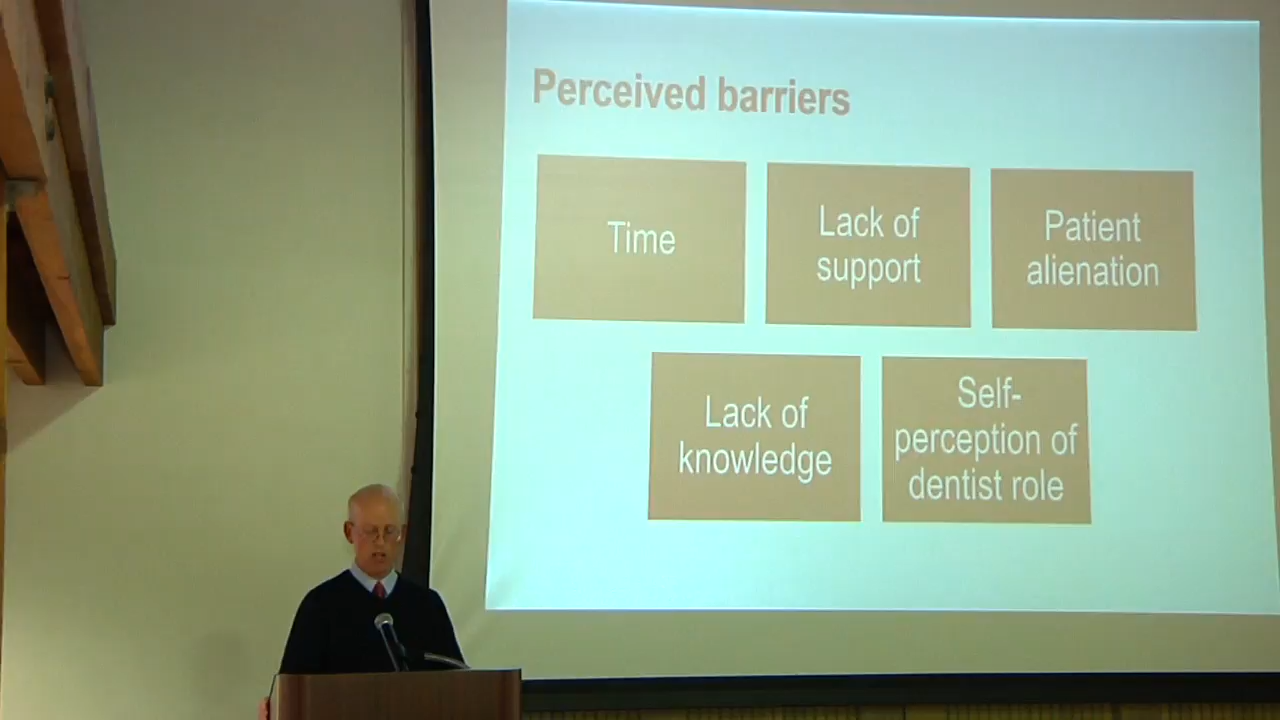 Perceived barriers
Time
Lack of
support
Patient
alienation
Lack of
knowledge
Self-
perception of
dentist role